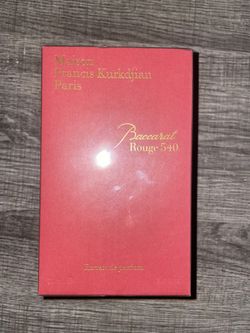 Maison
Francis Kurkdjian
Paris
Baccarat
Rouge 540
Extrait de parfum